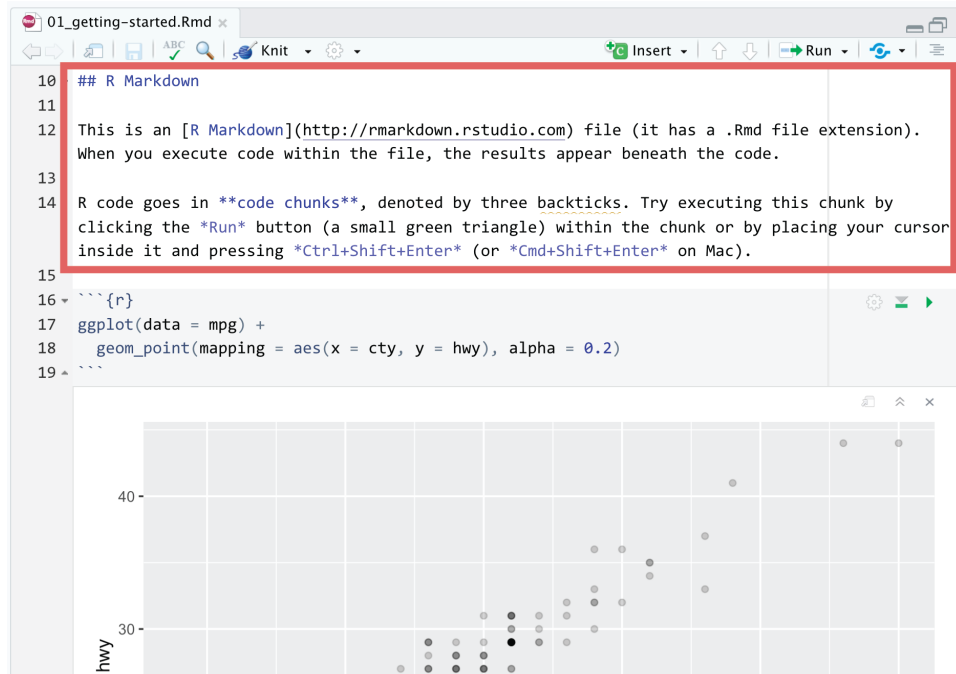 Rmd 01_getting-started.Rmd ×
ABC Knit Insert Run
10 ## R Markdown
11
12 This is an [R Markdown](http://rmarkdown.rstudio.com) file (it has a .Rmd file extension).
When you execute code within the file, the results appear beneath the code.
13
14 R code goes in **code chunks**, denoted by three backticks. Try executing this chunk by
clicking the *Run* button (a small green triangle) within the chunk or by placing your cursor
inside it and pressing *Ctrl+Shift+Enter* (or *Cmd+Shift+Enter* on Mac).
15
16 ```{r}
17 ggplot(data = mpg) +
18   geom_point(mapping = aes(x = cty, y = hwy), alpha = 0.2)
19 ```
40
30
hwy